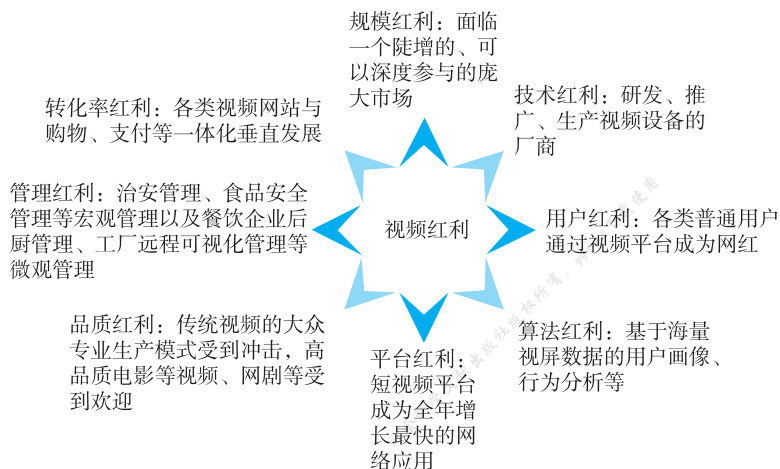 规模红利：面临
一个陡增的、可
以深度参与的庞
大市场
技术红利：研发、推
广、生产视频设备的
厂商
用户红利：各类普通用户
通过视频平台成为网红
算法红利：基于海量
视屏数据的用户画像、
行为分析等
平台红利：
短视频平台
成为全年增
长最快的网
络应用
品质红利：传统视频的大众
专业生产模式受到冲击，高
品质电影等视频、网剧等受
到欢迎
管理红利：治安管理、食品安全
管理等宏观管理以及餐饮企业后
厨管理、工厂远程可视化管理等
微观管理
转化率红利：各类视频网站与
购物、支付等一体化垂直发展
视频红利
出版社版权所有
使用